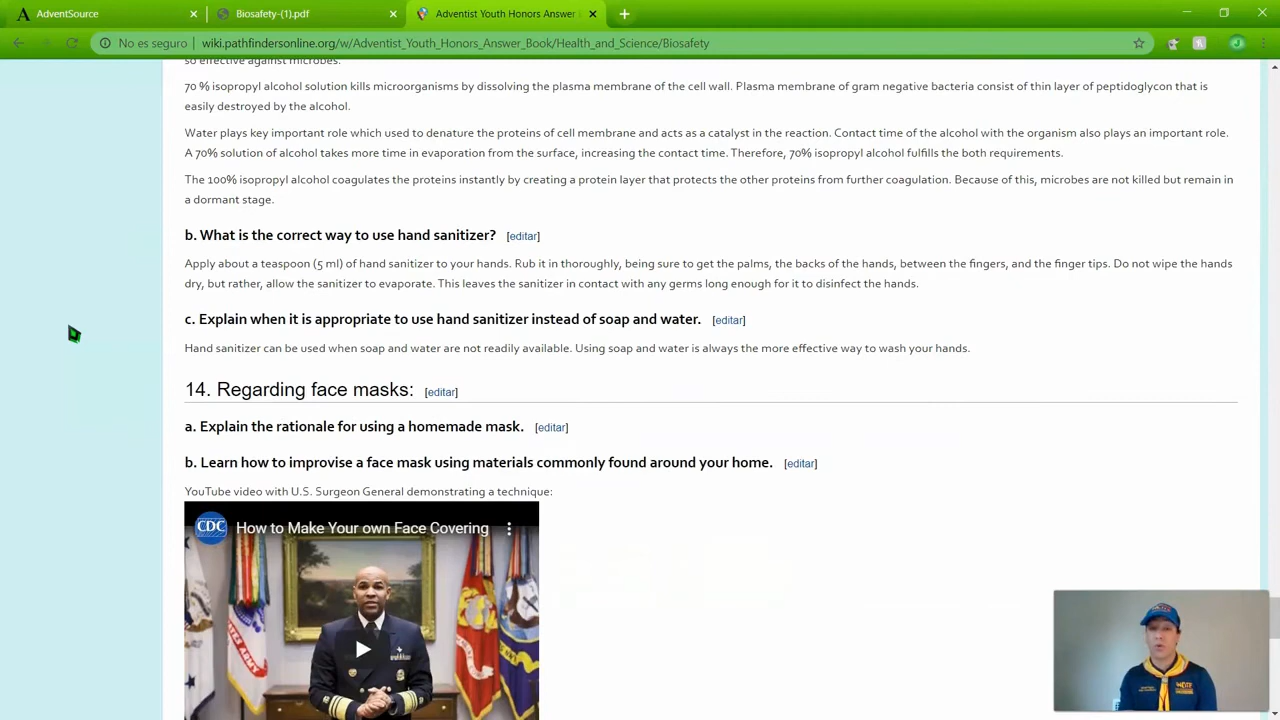 AdventSource
Biosafety-(1).pdf
Adventist Youth Honors Answer
No es seguro
wiki.pathfindersonline.org/w/Adventist_Youth_Honors_Answer_Book/Health_and_Science/Biosafety
so effective against microbes.
70 % isopropyl alcohol solution kills microorganisms by dissolving the plasma membrane of the cell wall. Plasma membrane of gram negative bacteria consist of thin layer of peptidoglycon that is
easily destroyed by the alcohol.
Water plays key important role which used to denature the proteins of cell membrane and acts as a catalyst in the reaction. Contact time of the alcohol with the organism also plays an important role.
A 70% solution of alcohol takes more time in evaporation from the surface, increasing the contact time. Therefore, 70% isopropyl alcohol fulfills the both requirements.
The 100% isopropyl alcohol coagulates the proteins instantly by creating a protein layer that protects the other proteins from further coagulation. Because of this, microbes are not killed but remain in
a dormant stage.
b. What is the correct way to use hand sanitizer? [editar]
Apply about a teaspoon (5 ml) of hand sanitizer to your hands. Rub it in thoroughly, being sure to get the palms, the backs of the hands, between the fingers, and the finger tips. Do not wipe the hands
dry, but rather, allow the sanitizer to evaporate. This leaves the sanitizer in contact with any germs long enough for it to disinfect the hands.
c. Explain when it is appropriate to use hand sanitizer instead of soap and water. [editar]
Hand sanitizer can be used when soap and water are not readily available. Using soap and water is always the more effective way to wash your hands.
14. Regarding face masks: [editar]
a. Explain the rationale for using a homemade mask. [editar]
b. Learn how to improvise a face mask using materials commonly found around your home. [editar]
YouTube video with U.S. Surgeon General demonstrating a technique:
CDC How to Make Your own Face Covering